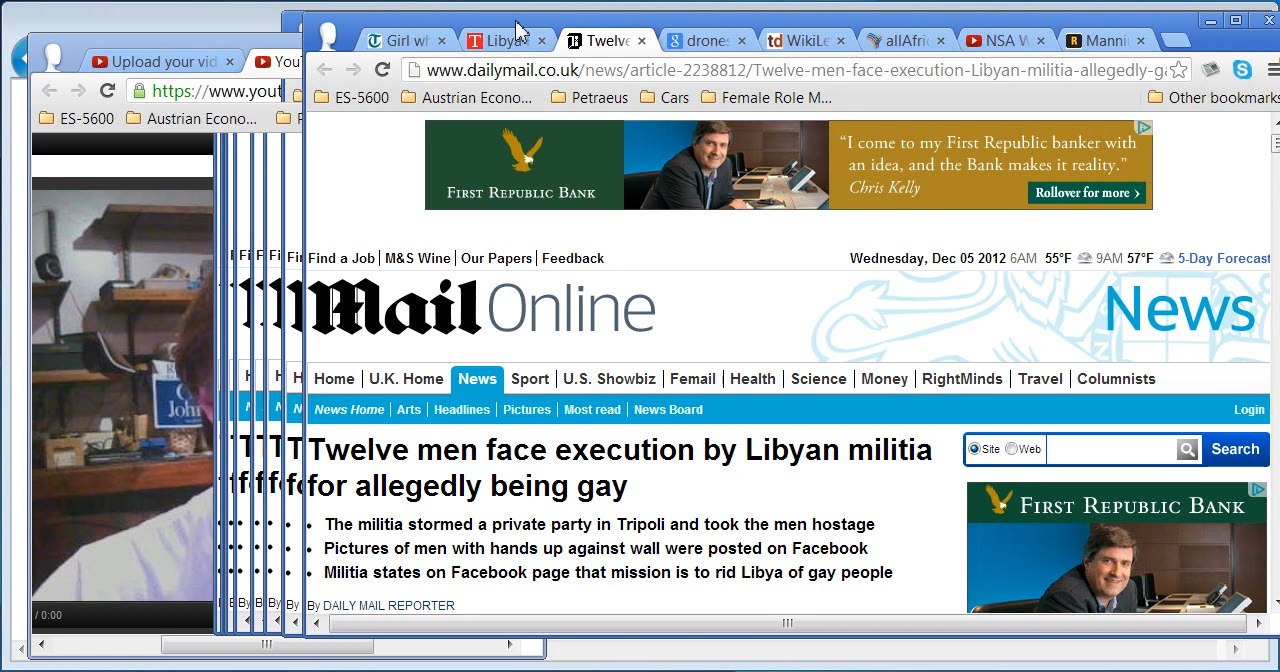 Upload your vid
You
https://www.yout
ES-5600
Austrian Econo...
Girl wh
Libya
Twelve
drones
WikiLe
allAfric
NSA W
Mannin
www.dailymail.co.uk/news/article-2238812/Twelve-men-face-execution-Libyan-militia-allegedly-ga
ES-5600 Austrian Econo... Petraeus Cars Female Role M... Other bookmarks
FIRST REPUBLIC BANK
“I come to my First Republic banker with
an idea, and the Bank makes it reality.”
Chris Kelly
Rollover for more ›
Find a Job | M&S Wine | Our Papers | Feedback
Wednesday, Dec 05 2012 6AM 55°F 9AM 57°F 5-Day Forecast
Mail Online
News
Home | U.K. Home News Sport | U.S. Showbiz | Femail | Health | Science | Money | RightMinds | Travel | Columnists
News Home | Arts | Headlines | Pictures | Most read | News Board
Login
Twelve men face execution by Libyan militia
for allegedly being gay
Site Web Search
• The militia stormed a private party in Tripoli and took the men hostage
• Pictures of men with hands up against wall were posted on Facebook
• Militia states on Facebook page that mission is to rid Libya of gay people
By DAILY MAIL REPORTER
FIRST REPUBLIC BANK
John
/ 0:00